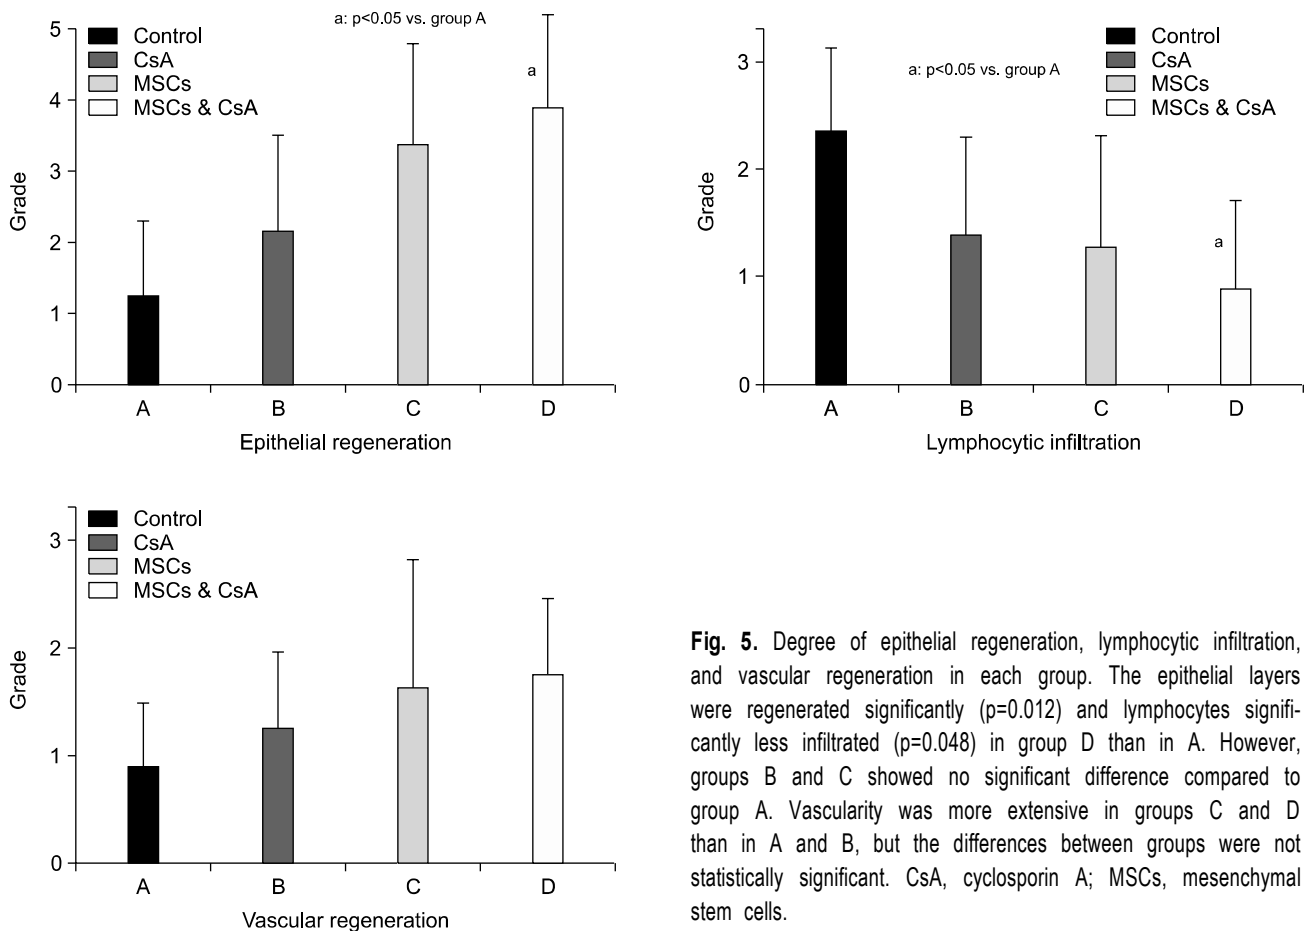 a: p<0.05 vs. group A
5
4
3
2
1
0
Grade
Control
CsA
MSCs
MSCs & CsA
a
A
B
C
D
Epithelial regeneration
a: p<0.05 vs. group A
3
2
1
0
Grade
Control
CsA
MSCs
MSCs & CsA
a
A
B
C
D
Lymphocytic infiltration
3
2
1
0
Grade
Control
CsA
MSCs
MSCs & CsA
A
B
C
D
Vascular regeneration
Fig. 5. Degree of epithelial regeneration, lymphocytic infiltration,
and vascular regeneration in each group. The epithelial layers
were regenerated significantly (p=0.012) and lymphocytes signifi-
cantly less infiltrated (p=0.048) in group D than in A. However,
groups B and C showed no significant difference compared to
group A. Vascularity was more extensive in groups C and D
than in A and B, but the differences between groups were not
statistically significant. CsA, cyclosporin A; MSCs, mesenchymal
stem cells.